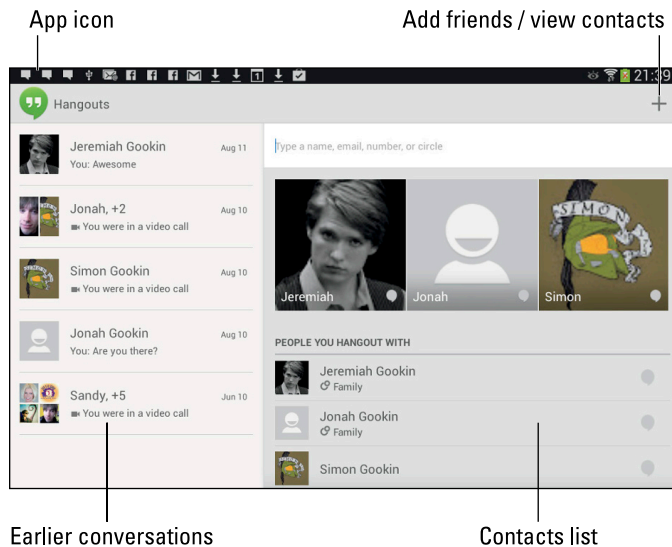 App icon
Add friends / view contacts
1
21:39
Hangouts
Jeremiah Gookin
Aug 11
You: Awesome
Jonah, +2
Aug 10
You were in a video call
Simon Gookin
Aug 10
You were in a video call
Jonah Gookin
Aug 10
You: Are you there?
Sandy, +5
Jun 10
You were in a video call
Type a name, email, number, or circle
SIMON
Jeremiah
Jonah
Simon
PEOPLE YOU HANGOUT WITH
Jeremiah Gookin
Family
Jonah Gookin
Family
Simon Gookin
Earlier conversations
Contacts list